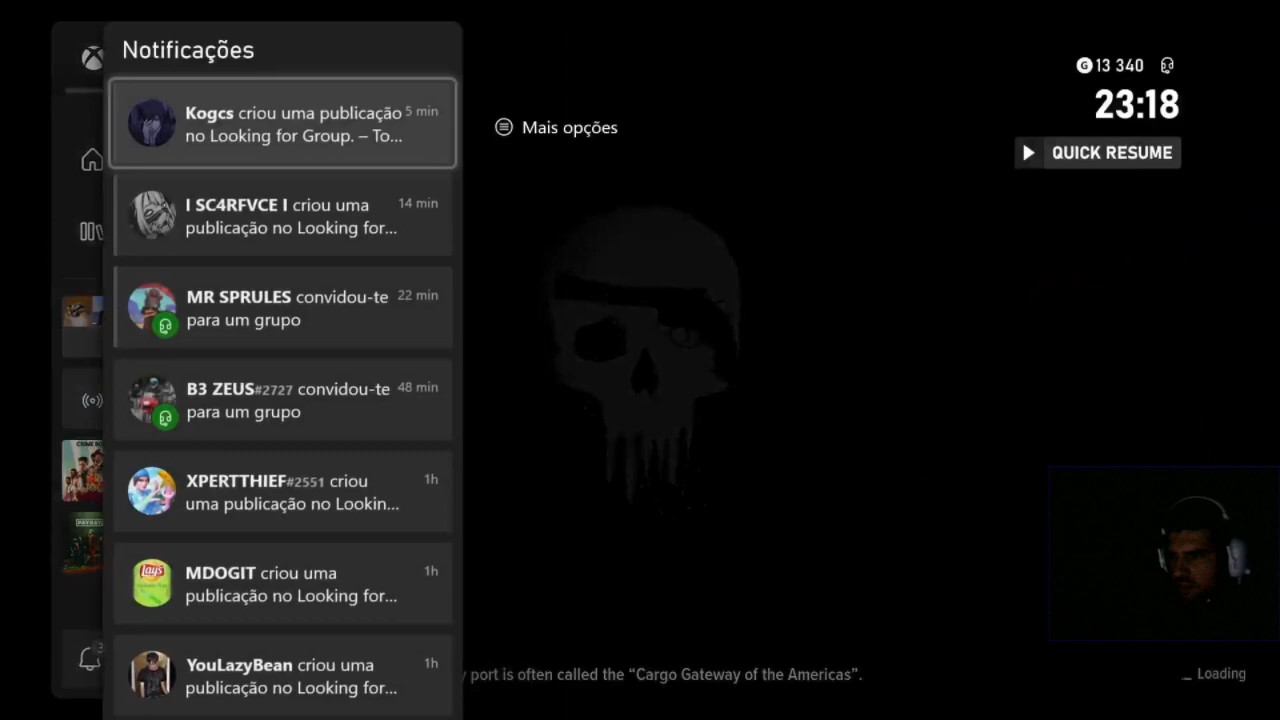 Notificações
Kogcs criou uma publicação 5 min
no Looking for Group. – To...
I SC4RFVCE I criou uma 14 min
publicação no Looking for...
MR SPRULES convidou-te 22 min
para um grupo
B3 ZEUS#2727 convidou-te 48 min
para um grupo
XPERTTHIEF#2551 criou 1h
uma publicação no Lookin...
MDOGIT criou uma 1h
publicação no Looking for...
YouLazyBean criou uma 1h
publicação no Looking for...
Mais opções
G 13 340
23:18
QUICK RESUME
Lays
PAYDAY
port is often called the “Cargo Gateway of the Americas”.
Loading